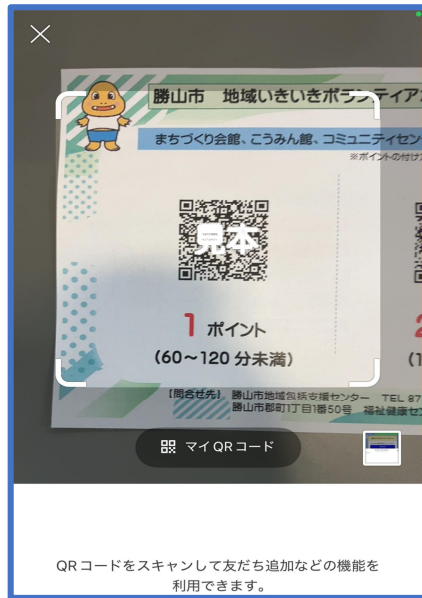 勝山市 地域いきいきボランティア
まちづくり会館、こうみん館、コミュニティセン
※ポイントの付け方
見本
1 ポイント
(60～120 分未満)
2
(1
【問合せ先】 勝山市地域包括支援センター TEL 87
勝山市郡町1丁目1番50号 福祉健康セ
マイQRコード
QRコードをスキャンして友だち追加などの機能を
利用できます。